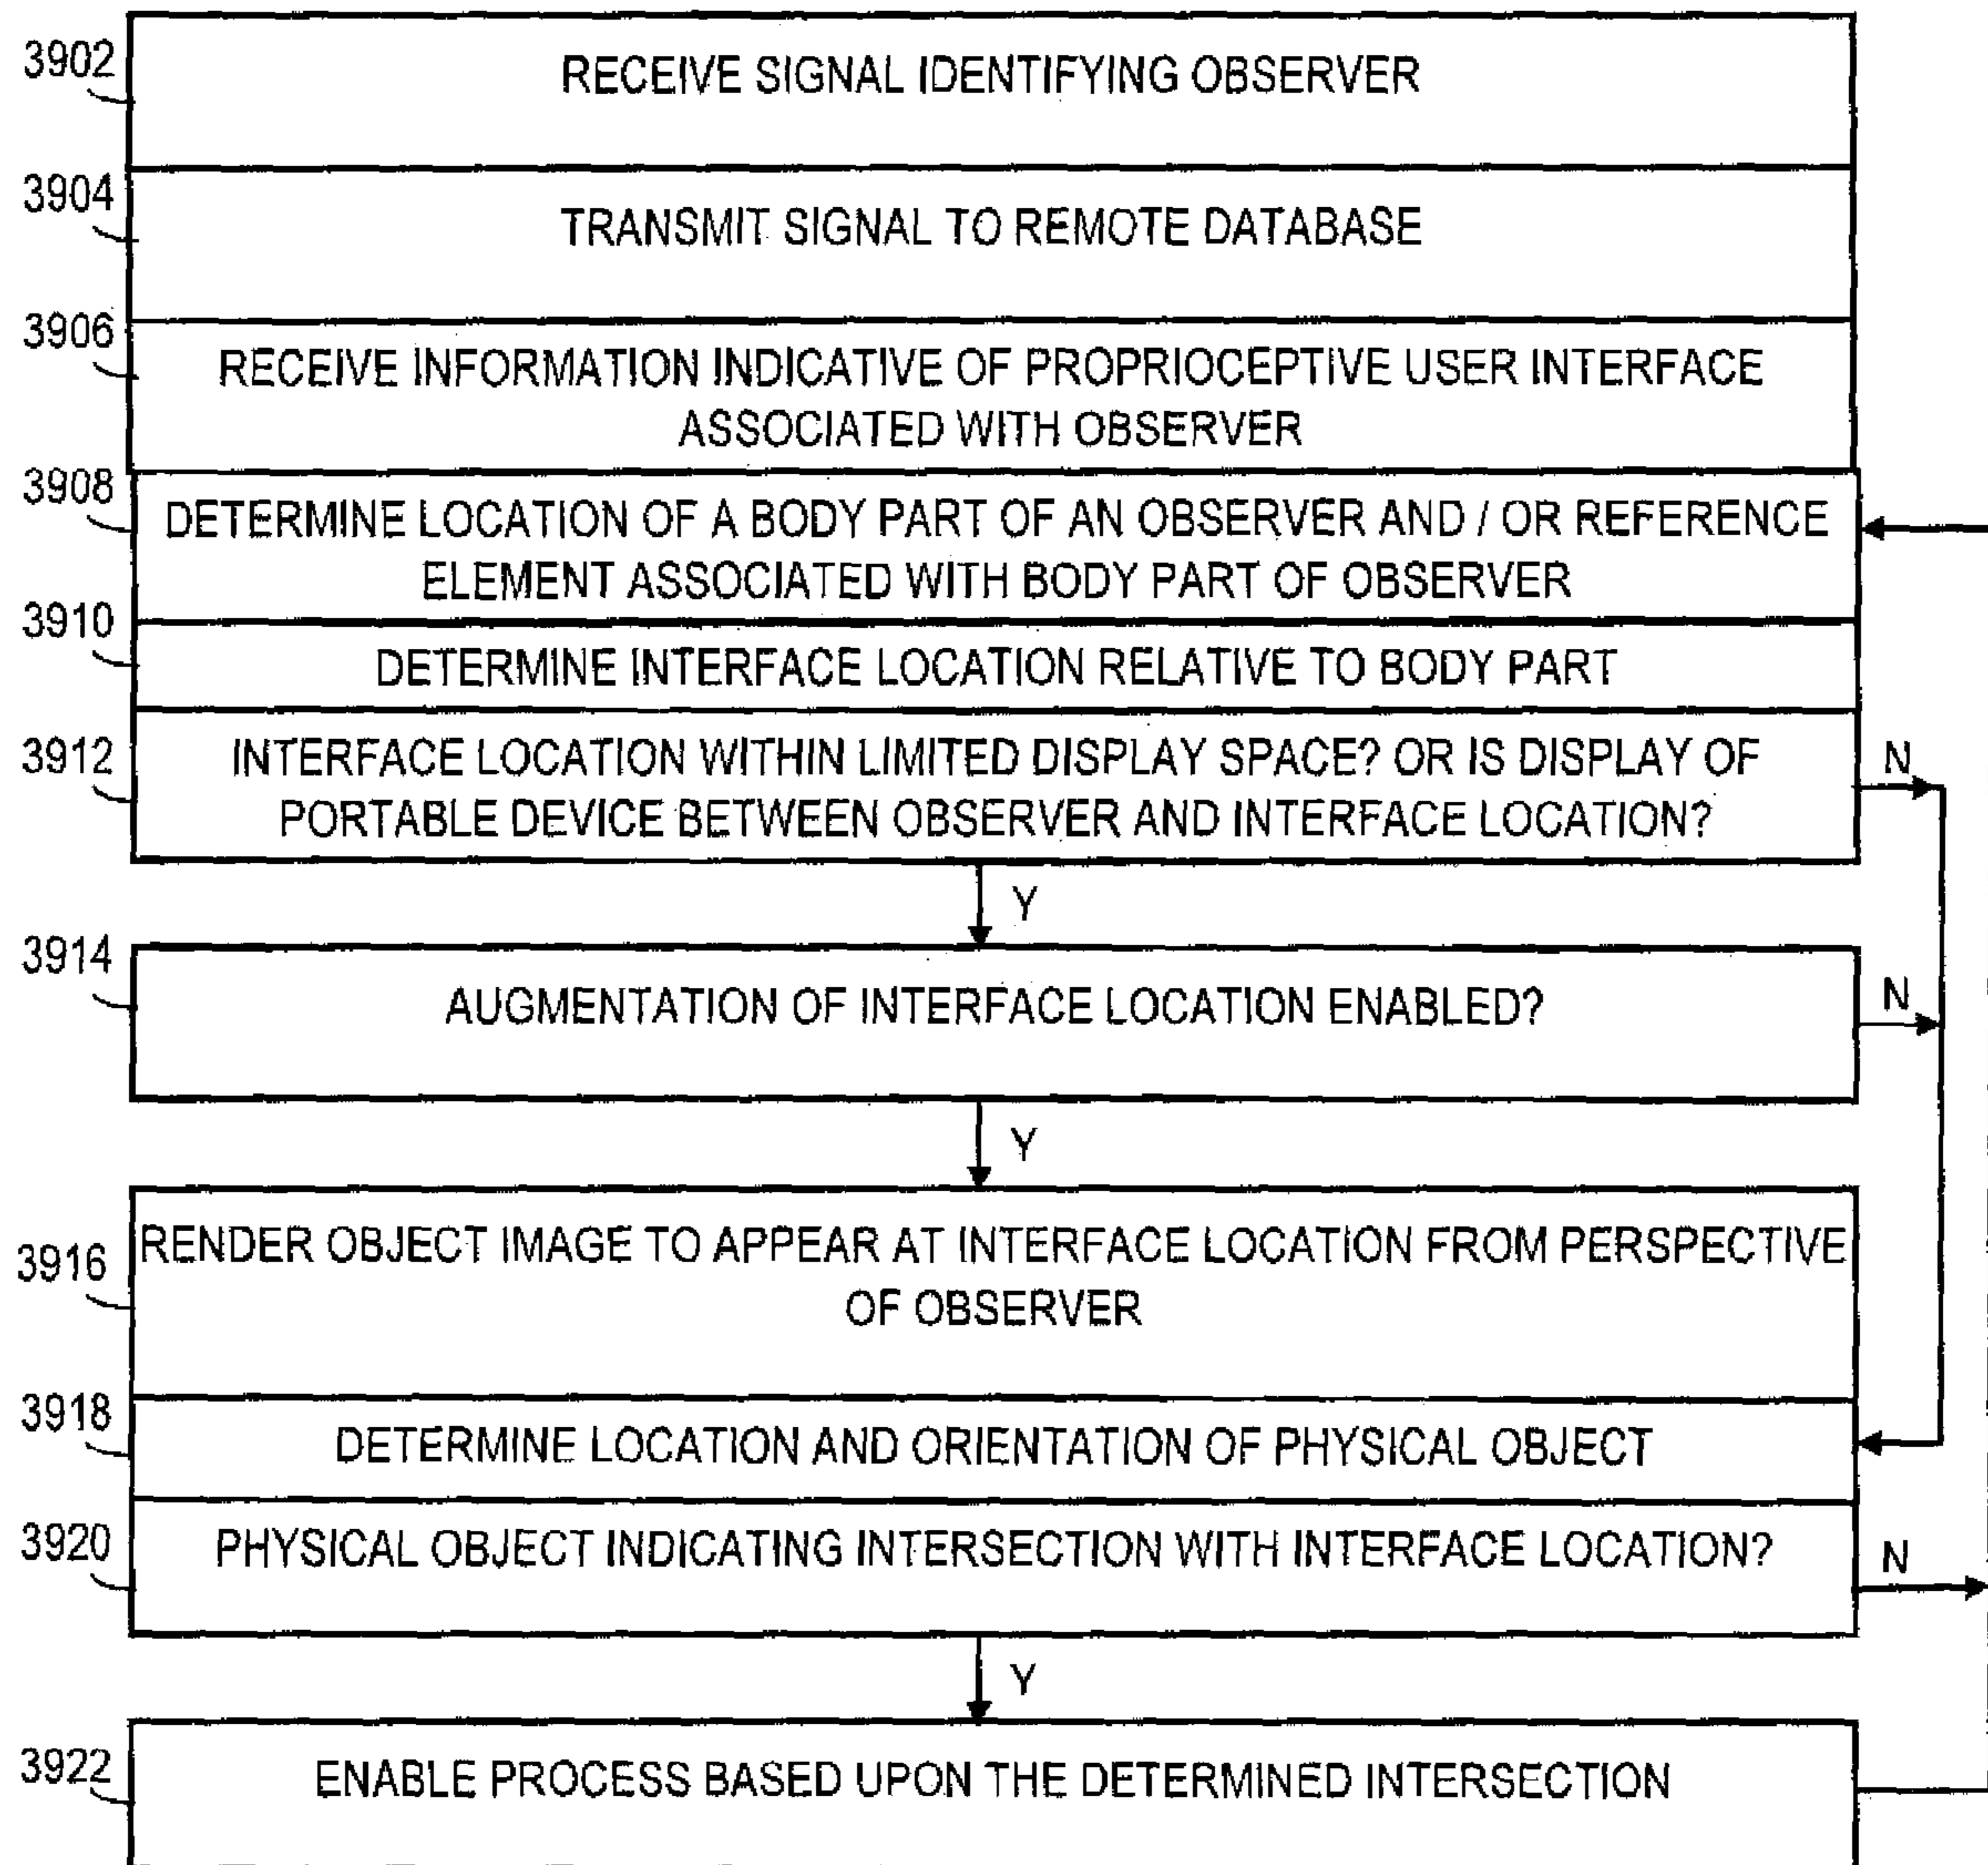 3902
RECEIVE SIGNAL IDENTIFYING OBSERVER
3904
TRANSMIT SIGNAL TO REMOTE DATABASE
3906
RECEIVE INFORMATION INDICATIVE OF PROPRIOCEPTIVE USER INTERFACE
ASSOCIATED WITH OBSERVER
3908
DETERMINE LOCATION OF A BODY PART OF AN OBSERVER AND / OR REFERENCE
ELEMENT ASSOCIATED WITH BODY PART OF OBSERVER
3910
DETERMINE INTERFACE LOCATION RELATIVE TO BODY PART
3912
INTERFACE LOCATION WITHIN LIMITED DISPLAY SPACE? OR IS DISPLAY OF
PORTABLE DEVICE BETWEEN OBSERVER AND INTERFACE LOCATION?
N
Y
3914
AUGMENTATION OF INTERFACE LOCATION ENABLED?
N
Y
3916
RENDER OBJECT IMAGE TO APPEAR AT INTERFACE LOCATION FROM PERSPECTIVE
OF OBSERVER
3918
DETERMINE LOCATION AND ORIENTATION OF PHYSICAL OBJECT
3920
PHYSICAL OBJECT INDICATING INTERSECTION WITH INTERFACE LOCATION?
N
Y
3922
ENABLE PROCESS BASED UPON THE DETERMINED INTERSECTION